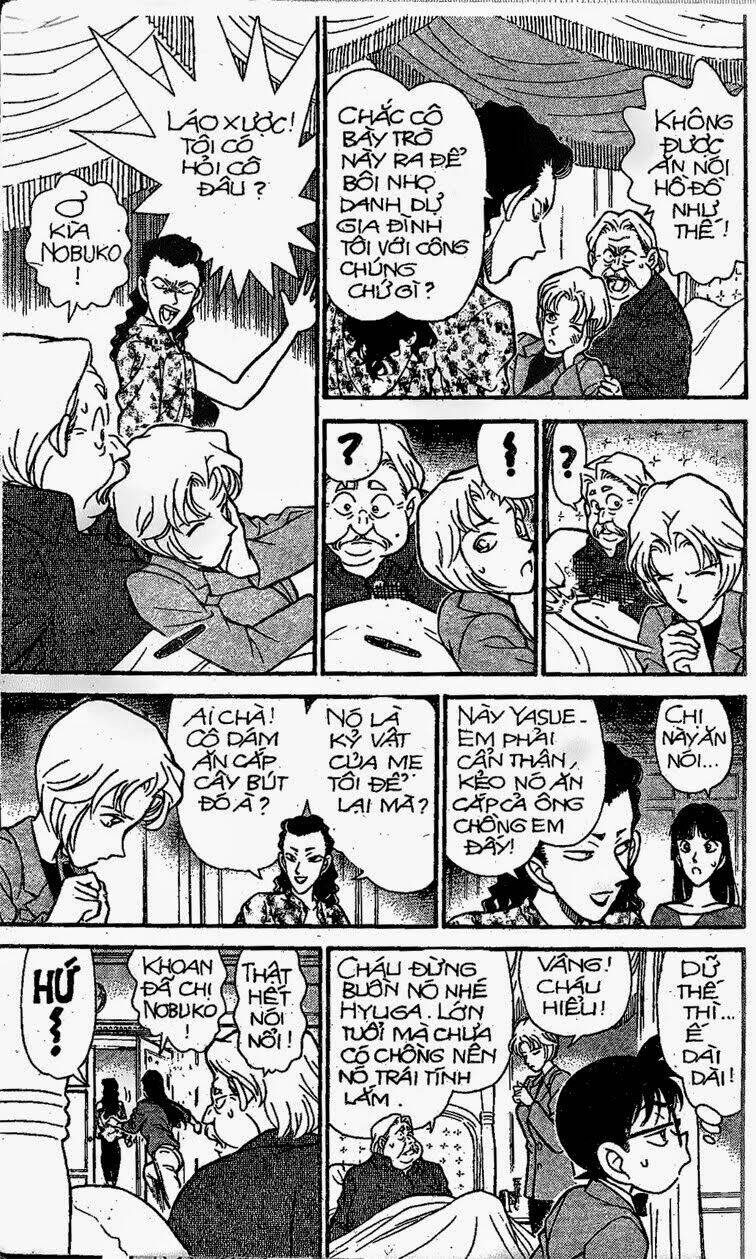 KHÔNG
ĐƯỢC
ĂN NÓI
HỒ ĐỒ
NHƯ
THẾ!
CHẮC CÔ
BÀY TRÒ
NÀY RA ĐỂ
BÔI NHỌ
DANH DỰ
GIA ĐÌNH
TÔI VỚI CÔNG
CHÚNG
CHỨ GÌ?
LÁO XƯỢC!
TÔI CÓ
HỎI CÔ
ĐÂU?
Ơ
KÌA
NOBUKO
!
?
!
?
CHỊ
NÀY ĂN
NÓI...
NÀY YASUE-
EM PHẢI
CẨN THẬN,
KẺO NÓ ĂN
CẮP CẢ ÔNG
CHỒNG EM
ĐẤY!
NÓ LÀ
KỶ VẬT
CỦA MẸ
TÔI ĐỂ
LẠI MÀ?
AI CHÀ!
CÔ DÁM
ĂN CẮP
CÂY BÚT
ĐÓ À?
DỮ
THẾ
THÌ...
Ế
DÀI
DÀI!
VÂNG!
CHÁU
HIỂU!
CHÁU ĐỪNG
BUỒN NÓ NHÉ
HYUGA. LỚN
TUỔI MÀ CHƯA
CÓ CHỒNG NÊN
NÓ TRÁI TÍNH
LẮM.
THẬT
HẾT
NÓI
NỔI!
KHOAN
ĐÃ CHỊ
NOBUKO
!
HỨ
!